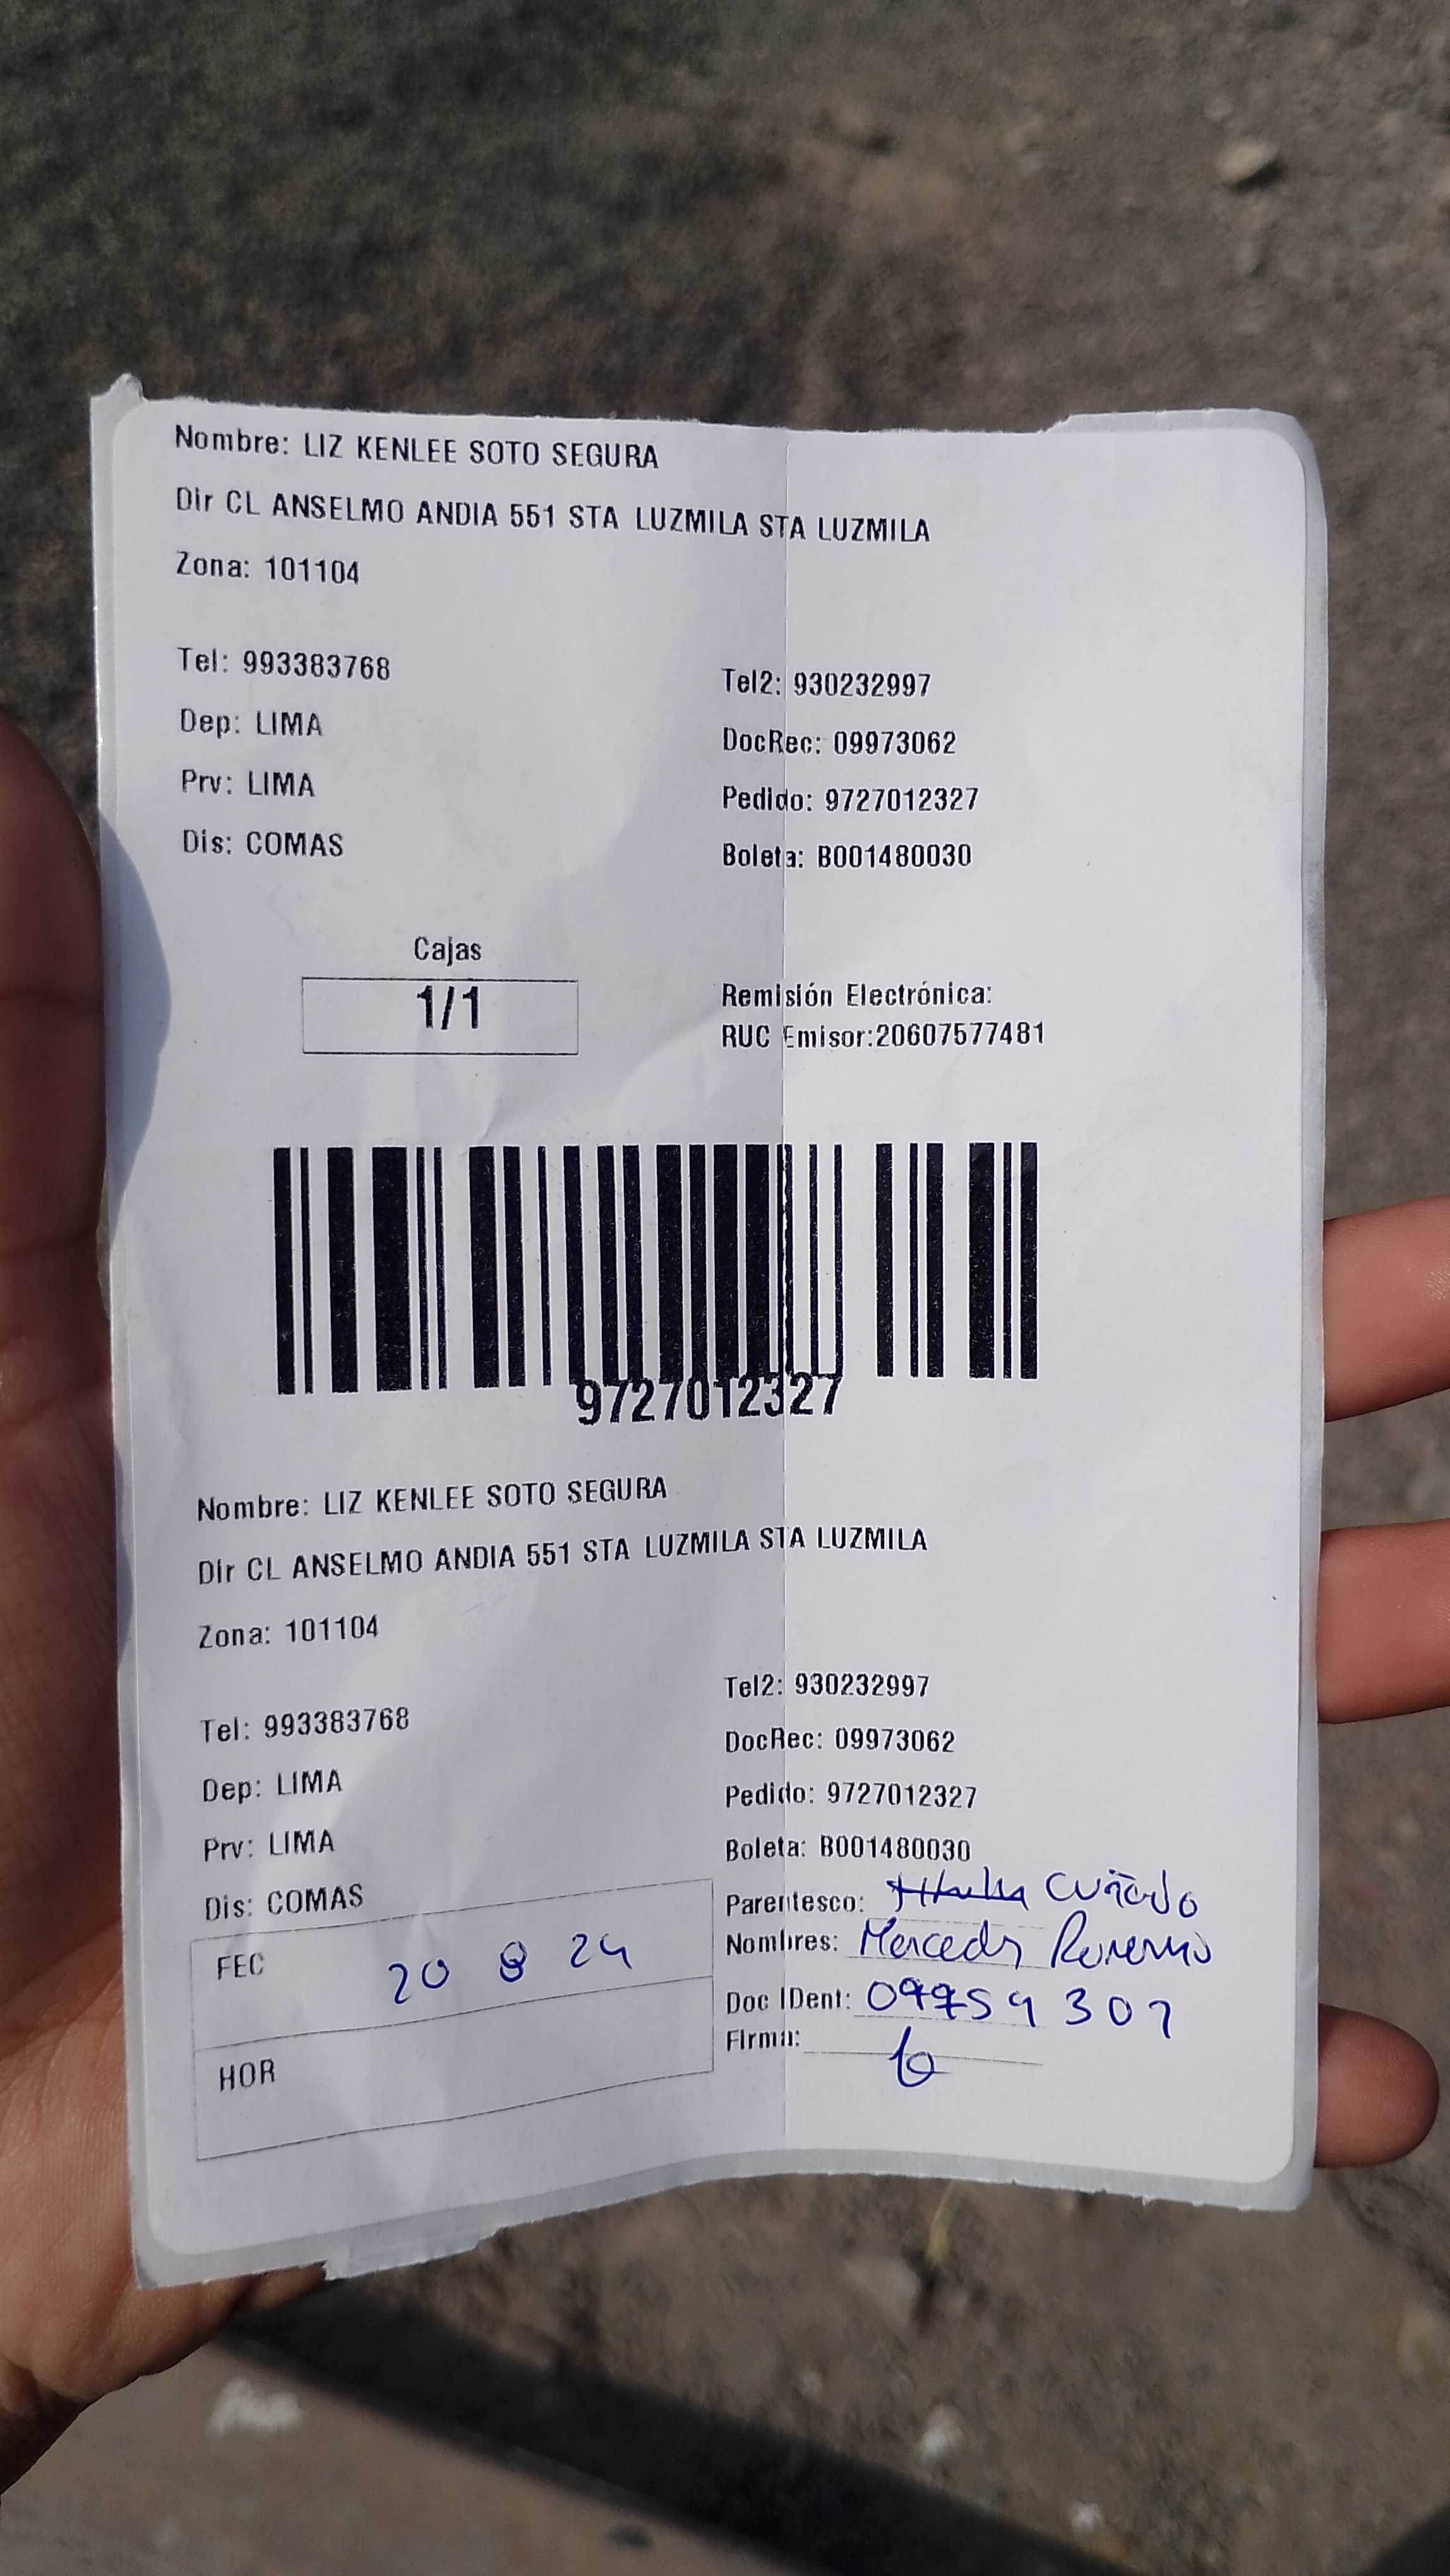 Nombre: LIZ KENLEE SOTO SEGURA
Dir CL ANSELMO ANDIA 551 STA LUZMILA STA LUZMILA
Zona: 101104
Tel: 993383768
Tel2: 930232997
Dep: LIMA
DocRec: 09973062
Prv: LIMA
Pedido: 9727012327
Dis: COMAS
Boleta: B001480030
Cajas
1/1
Remisión Electrónica:
RUC Emisor:20607577481
9727012327
Nombre: LIZ KENLEE SOTO SEGURA
Dir CL ANSELMO ANDIA 551 STA LUZMILA STA LUZMILA
Zona: 101104
Tel2: 930232997
Tel: 993383768
DocRec: 09973062
Dep: LIMA
Pedido: 9727012327
Prv: LIMA
Boleta: B001480030
Dis: COMAS
Parentesco: Cuñado
FEC 20 8 24
Nombres: Mercedes
Doc IDent:
Firma:
HOR